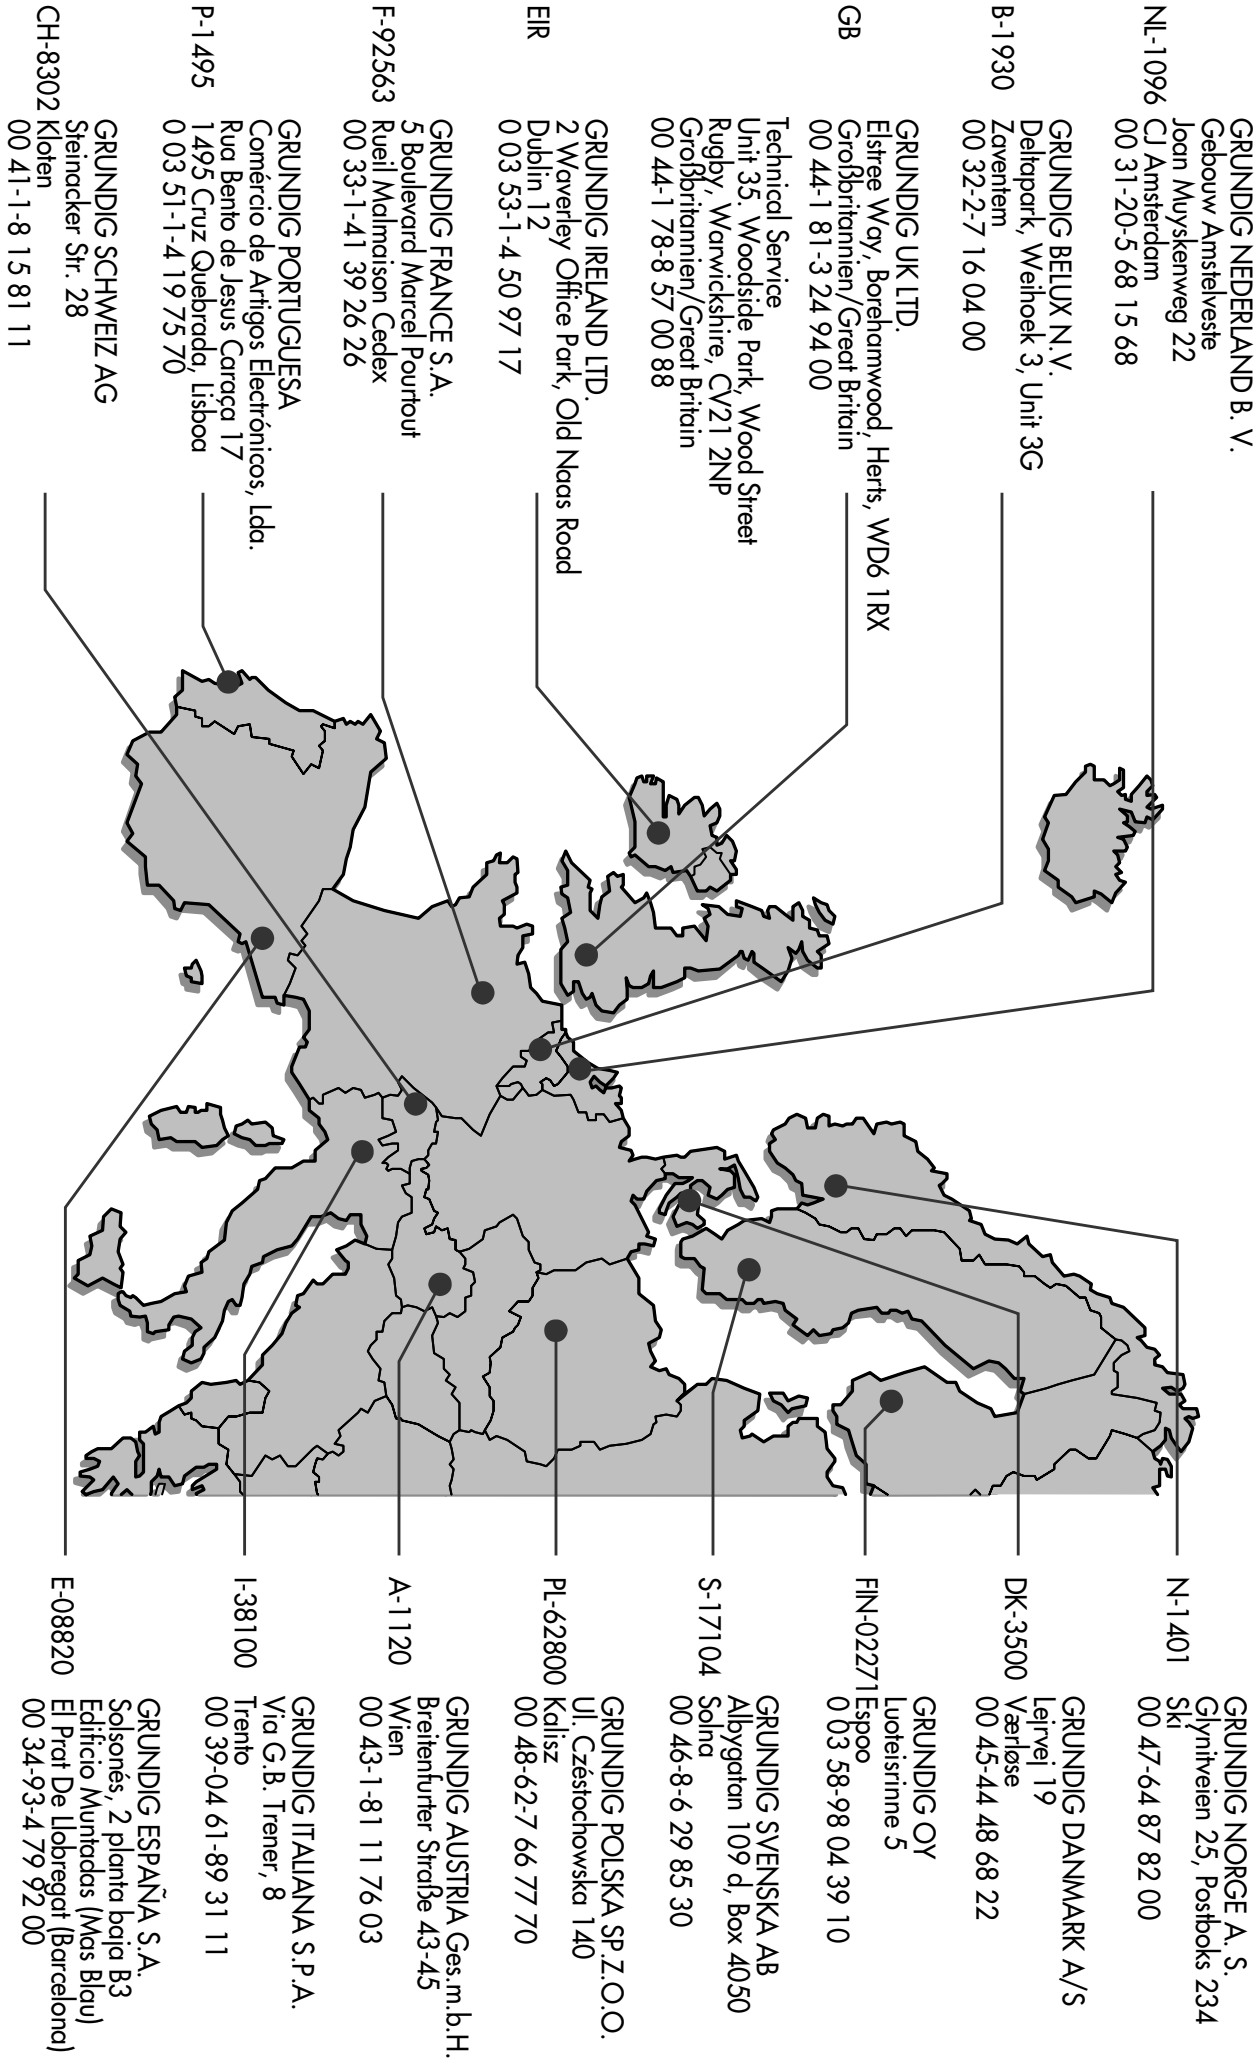 GRUNDIG NEDERLAND B. V.
Gebouw Amstelveste
Joan Muyskenweg 22
NL-1096 CJ Amsterdam
00 31-20-5 68 15 68
GRUNDIG BELUX N.V.
Deltapark, Weihoek 3, Unit 3G
B-1930 Zaventem
00 32-2-7 16 04 00
GRUNDIG UK LTD.
Elstree Way, Borehamwood, Herts, WD6 1RX
GB Großbritannien/Great Britain
00 44-1 81-3 24 94 00
Technical Service
Unit 35. Woodside Park, Wood Street
Rugby, Warwickshire, CV21 2NP
Großbritannien/Great Britain
00 44-1 78-8 57 00 88
GRUNDIG IRELAND LTD.
2 Waverley Office Park, Old Naas Road
EIR Dublin 12
0 03 53-1-4 50 97 17
GRUNDIG FRANCE S.A.
5 Boulevard Marcel Pourtout
F-92563 Rueil Malmaison Cedex
00 33-1-41 39 26 26
GRUNDIG PORTUGUESA
Comércio de Artigos Electrónicos, Lda.
Rua Bento de Jesus Caraça 17
P-1495 1495 Cruz Quebrada, Lisboa
0 03 51-1-4 19 75 70
GRUNDIG SCHWEIZ AG
Steinacker Str. 28
CH-8302 Kloten
00 41-1-8 15 81 11
GRUNDIG NORGE A. S.
Glynitveien 25, Postboks 234
N-1401 Ski
00 47-64 87 82 00
GRUNDIG DANMARK A/S
Lejrvej 19
DK-3500 Værløse
00 45-44 48 68 22
GRUNDIG OY
Luoteisrinne 5
FIN-02271 Espoo
0 03 58-98 04 39 10
GRUNDIG SVENSKA AB
Albygatan 109 d, Box 4050
S-17104 Solna
00 46-8-6 29 85 30
GRUNDIG POLSKA SP.Z.O.O.
Ul. Czéstochowska 140
PL-62800 Kalisz
00 48-62-7 66 77 70
GRUNDIG AUSTRIA Ges.m.b.H.
Breitenfurter Straße 43-45
A-1120 Wien
00 43-1-81 11 76 03
GRUNDIG ITALIANA S.P.A.
Via G.B. Trener, 8
I-38100 Trento
00 39-04 61-89 31 11
GRUNDIG ESPAÑA S.A.
Solsonés, 2 planta baja B3
Edificio Muntadas (Mas Blau)
E-08820 El Prat De Llobregat (Barcelona)
00 34-93-4 79 92 00